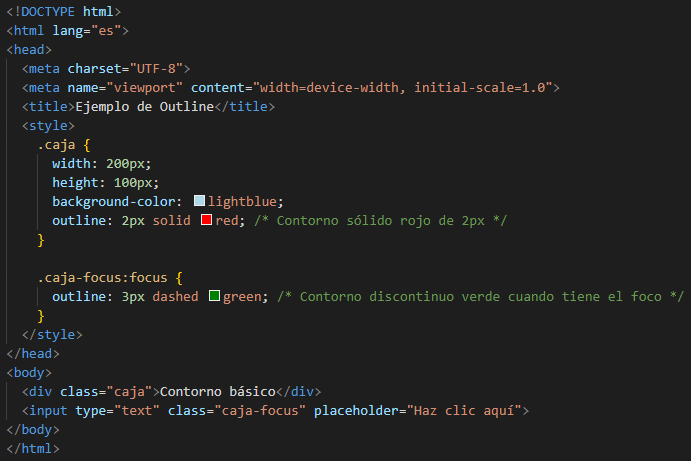 <!DOCTYPE html>
<html lang="es">
<head>
  <meta charset="UTF-8">
  <meta name="viewport" content="width=device-width, initial-scale=1.0">
  <title>Ejemplo de Outline</title>
  <style>
    .caja {
      width: 200px;
      height: 100px;
      background-color: lightblue;
      outline: 2px solid red; /* Contorno sólido rojo de 2px */
    }

    .caja-focus:focus {
      outline: 3px dashed green; /* Contorno discontinuo verde cuando tiene el foco */
    }
  </style>
</head>
<body>
  <div class="caja">Contorno básico</div>
  <input type="text" class="caja-focus" placeholder="Haz clic aquí">
</body>
</html>